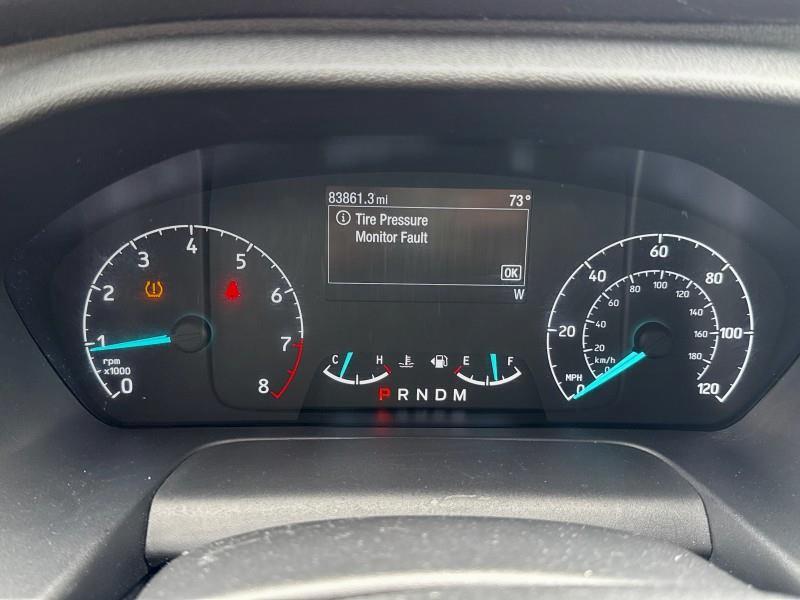 83861.3 mi 73°
Tire Pressure
Monitor Fault
OK
W
0 1 2 3 4 5 6 7 8
rpm
x1000
C H
E F
P R N D M
0 20 40 60 80 100 120
MPH
0 20 40 60 80 100 120 140 160 180
km/h